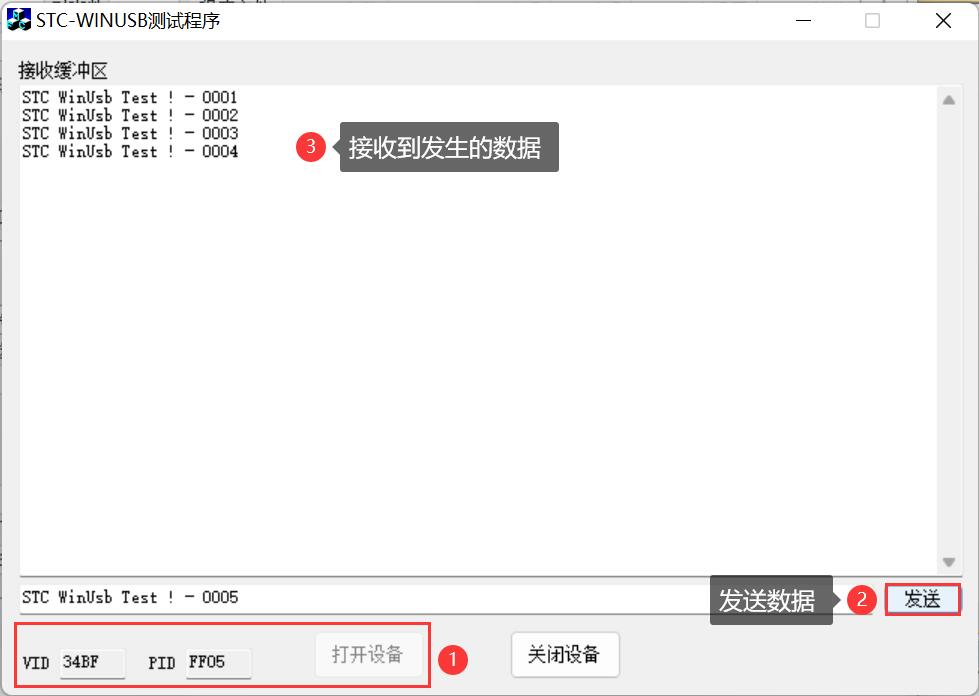 STC-WINUSB测试程序
接收缓冲区
STC WinUsb Test ! - 0001
STC WinUsb Test ! - 0002
STC WinUsb Test ! - 0003
STC WinUsb Test ! - 0004
3 接收到发生的数据
STC WinUsb Test ! - 0005
发送数据 2 发送
VID 34BF PID FF05 打开设备 1 关闭设备